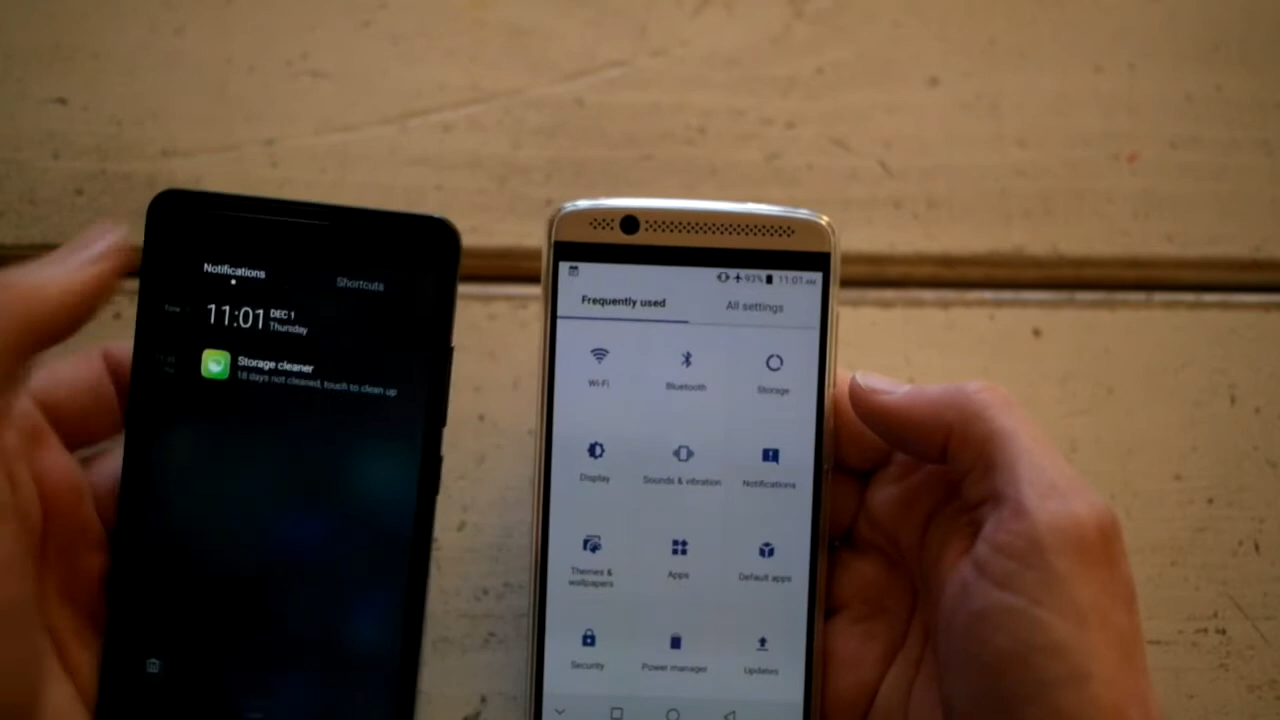 Notifications
Shortcuts
11:01 DEC 1
Thursday
Storage cleaner
18 days not cleaned, touch to clean up
93% 11:01 AM
Frequently used
All settings
Wi-Fi
Bluetooth
Storage
Display
Sounds & vibration
Notifications
Themes &
wallpapers
Apps
Default apps
Security
Power manager
Updates